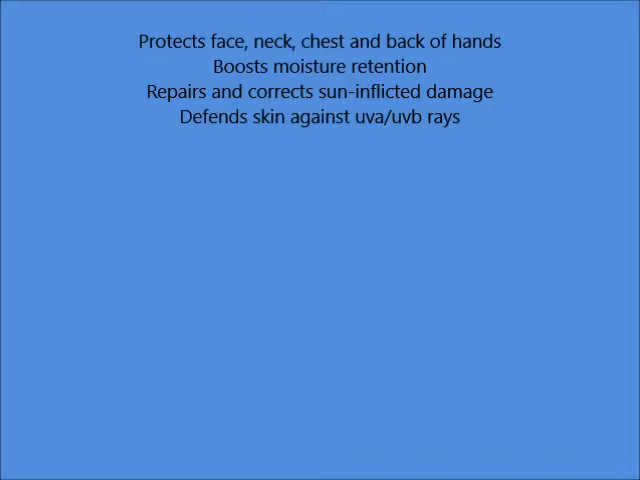 Protects face, neck, chest and back of hands
Boosts moisture retention
Repairs and corrects sun-inflicted damage
Defends skin against uva/uvb rays